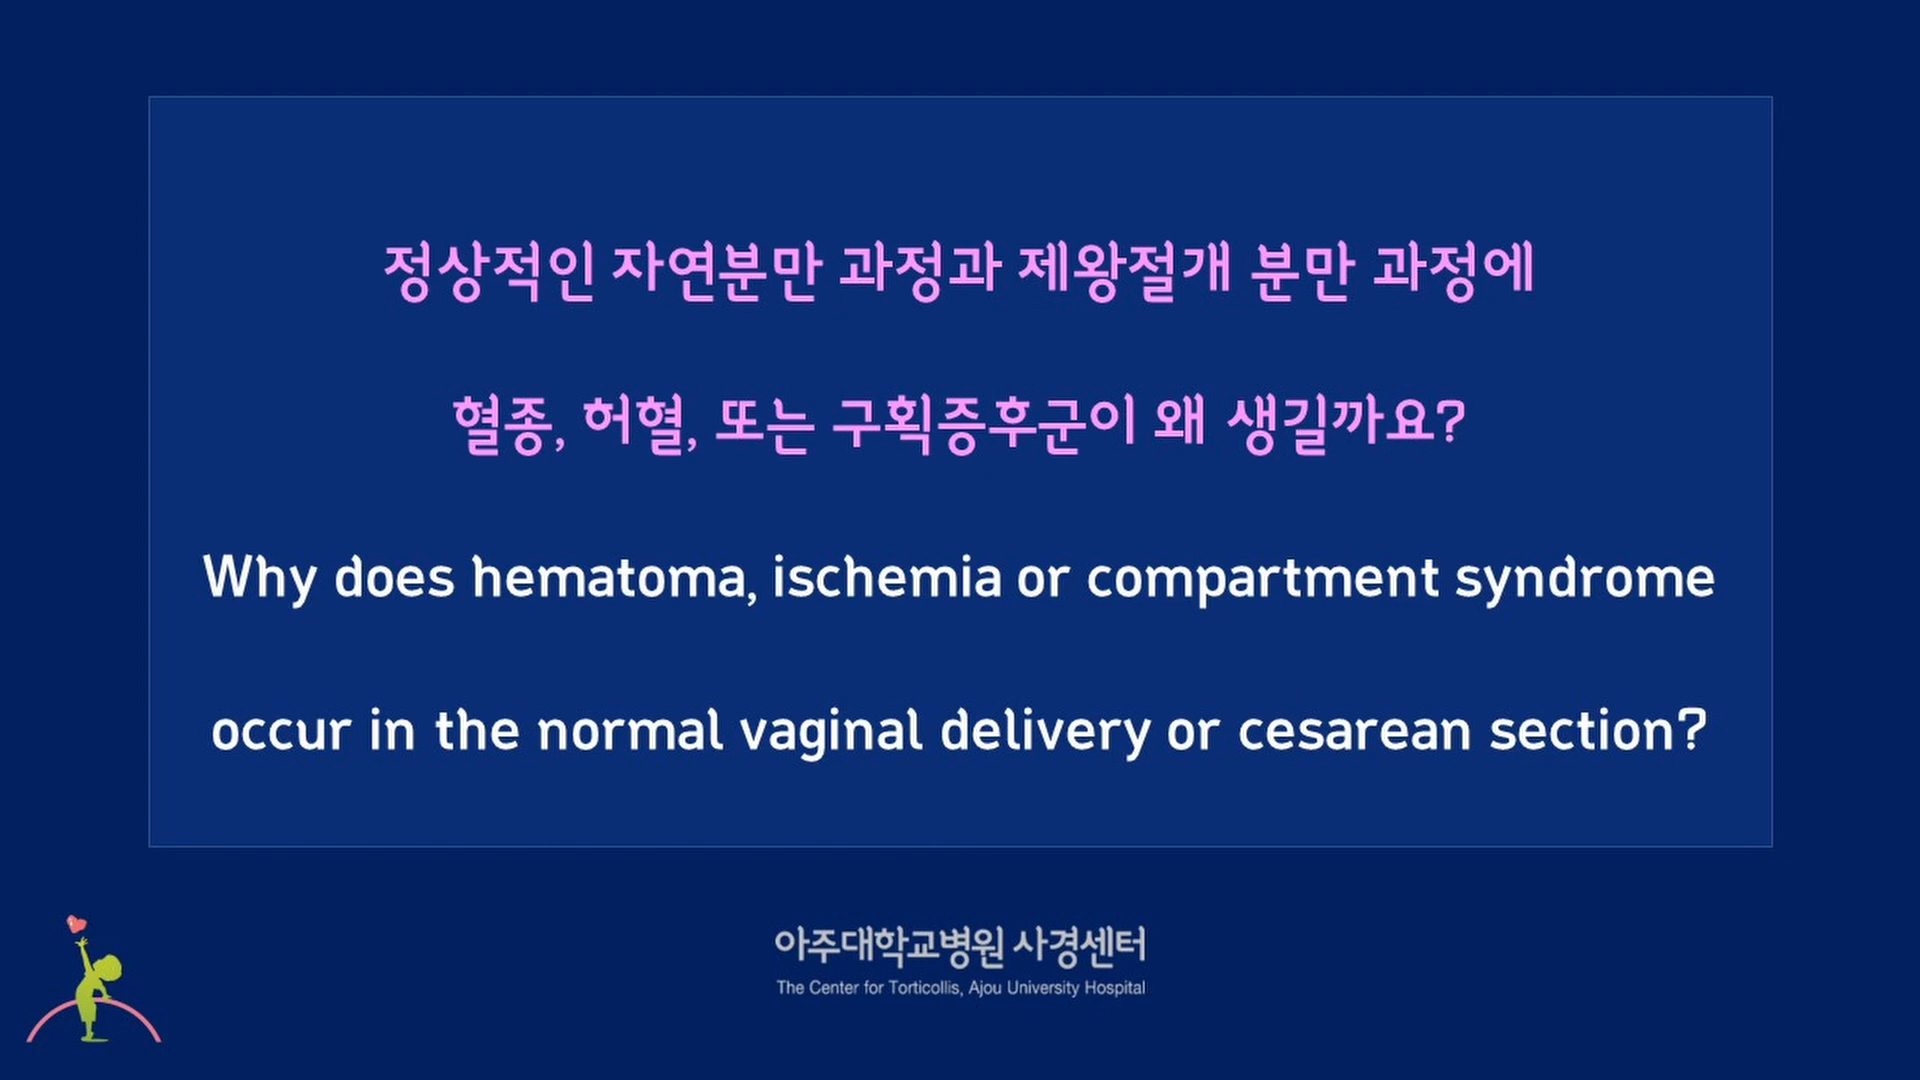 정상적인 자연분만 과정과 제왕절개 분만 과정에
혈종, 허혈, 또는 구획증후군이 왜 생길까요?
Why does hematoma, ischemia or compartment syndrome
occur in the normal vaginal delivery or cesarean section?
아주대학교병원 사경센터
The Center for Torticollis, Ajou University Hospital